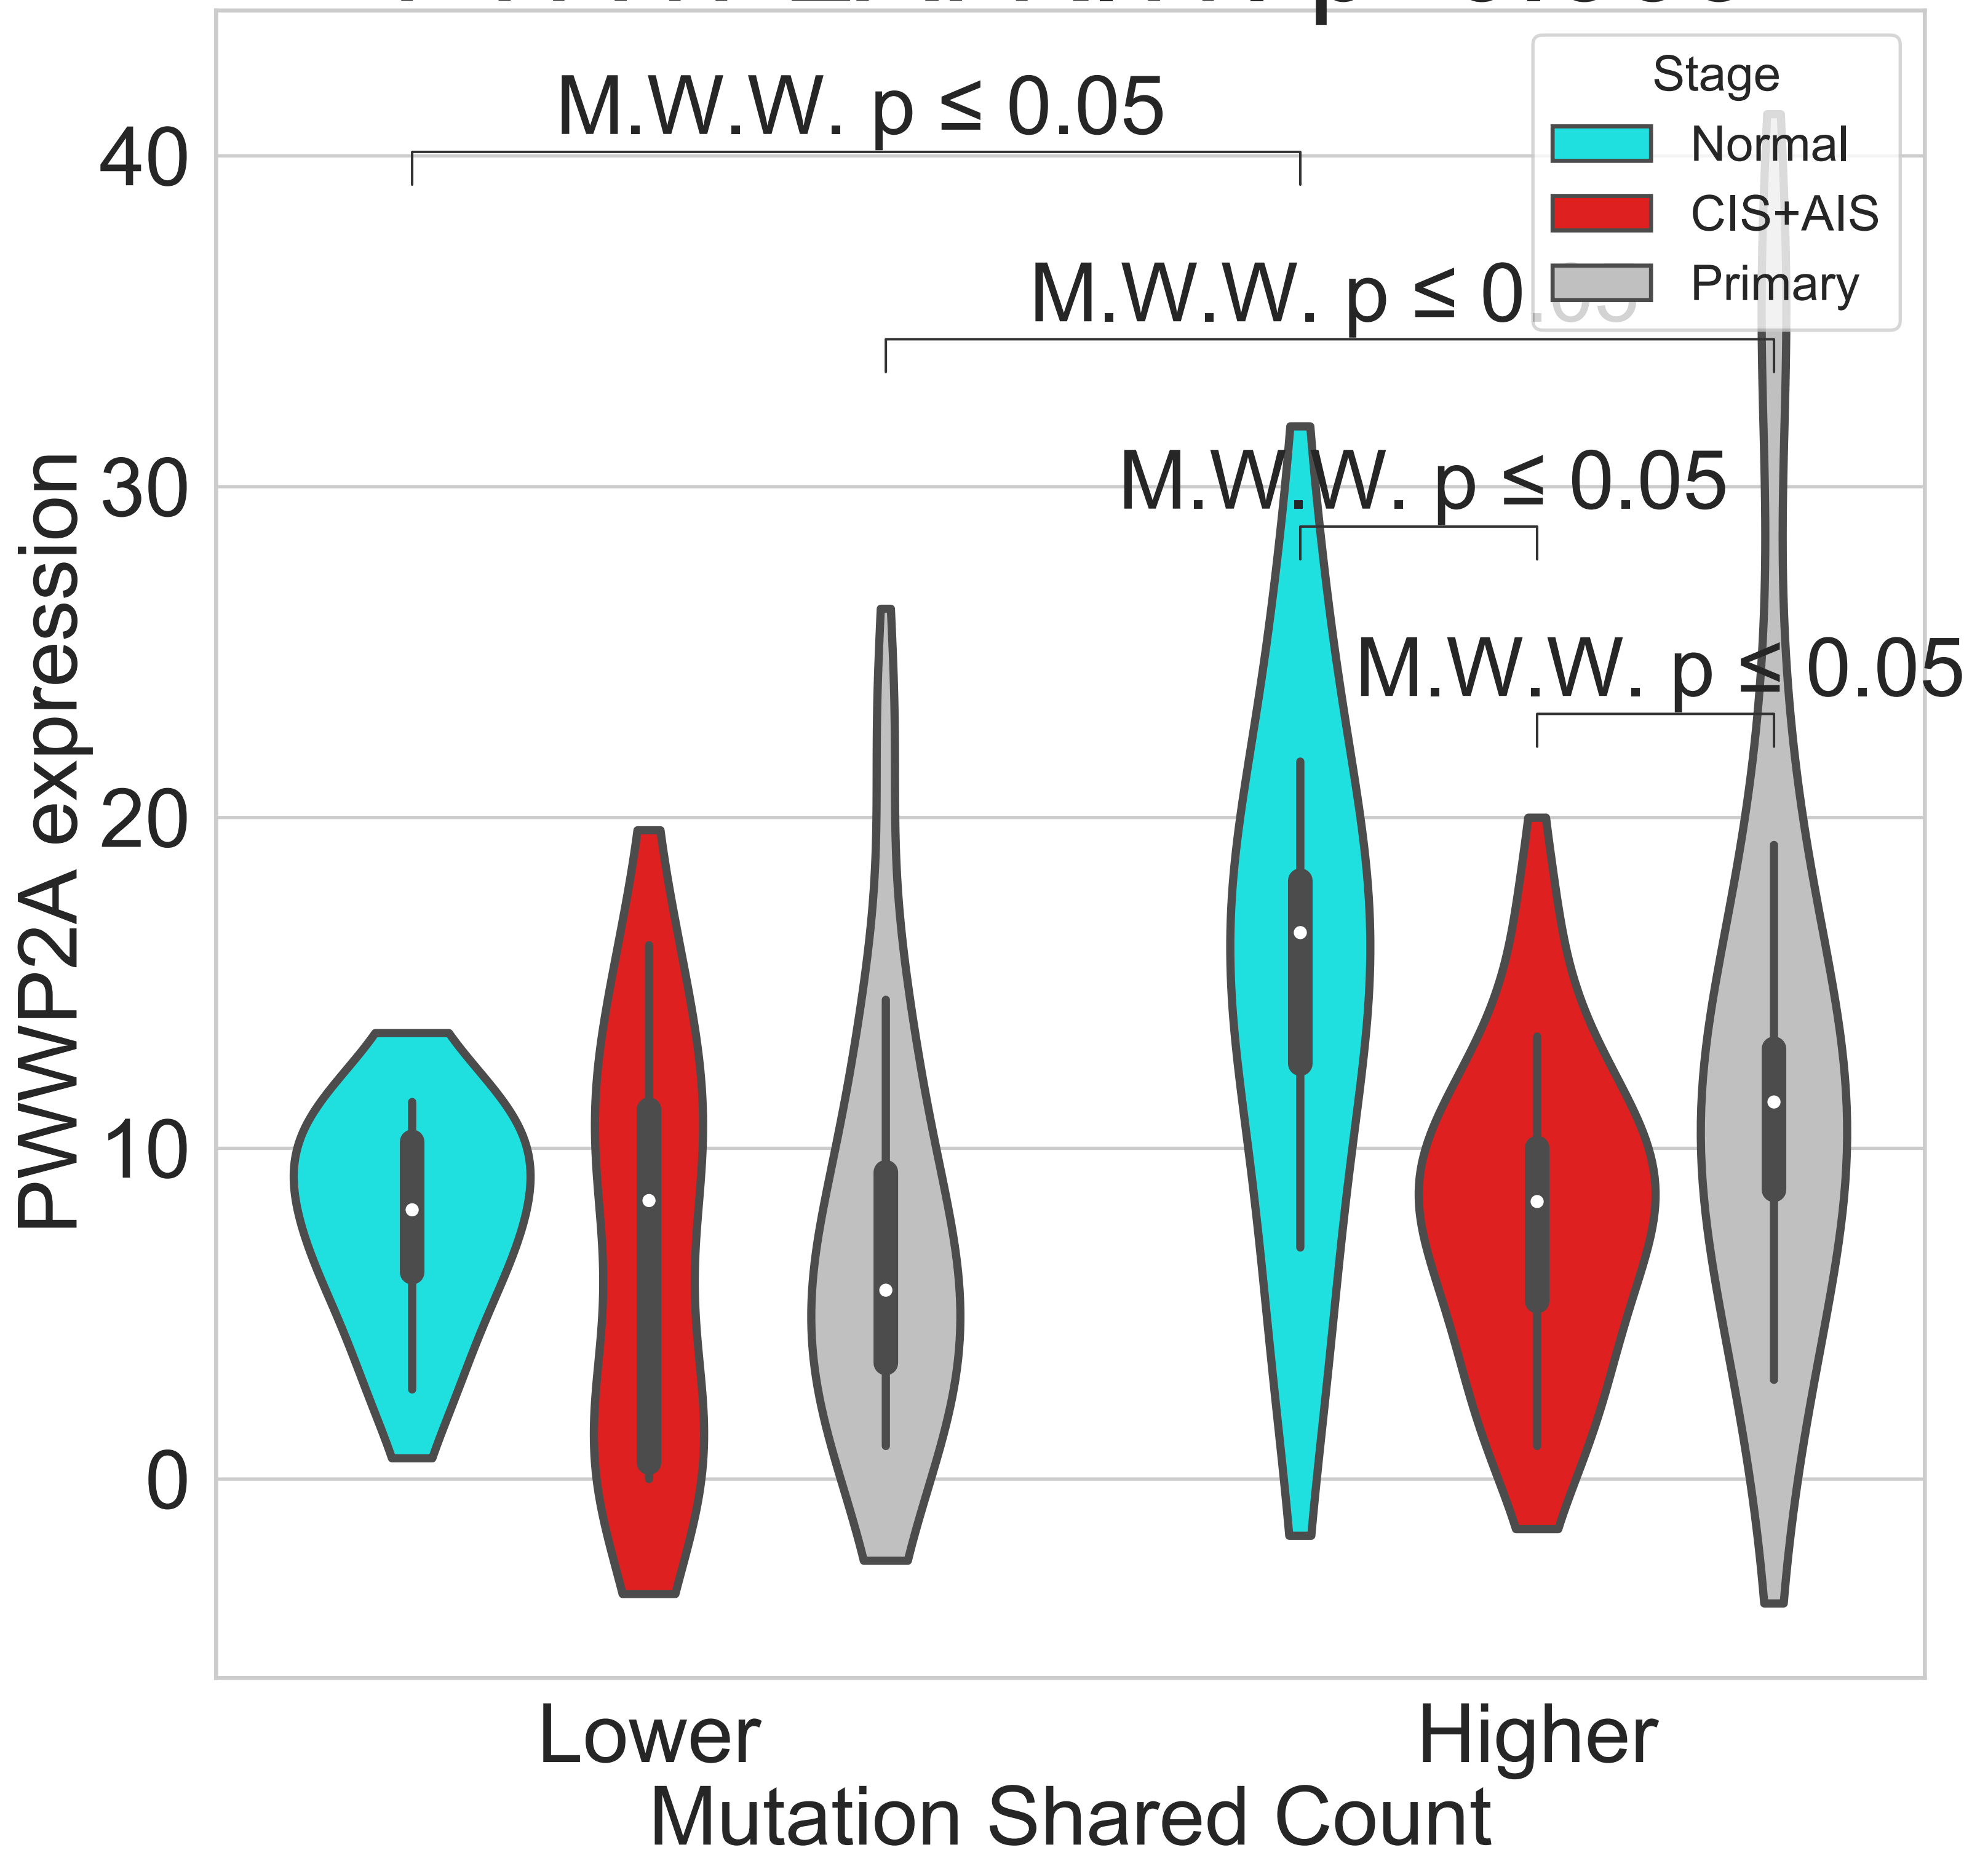 M.W.W. p ≤ 0.05
Stage
Normal
CIS+AIS
Primary
M.W.W. p ≤ 0.05
M.W.W. p ≤ 0.05
M.W.W. p ≤ 0.05
40
30
20
10
0
PWWP2A expression
Lower
Higher
Mutation Shared Count